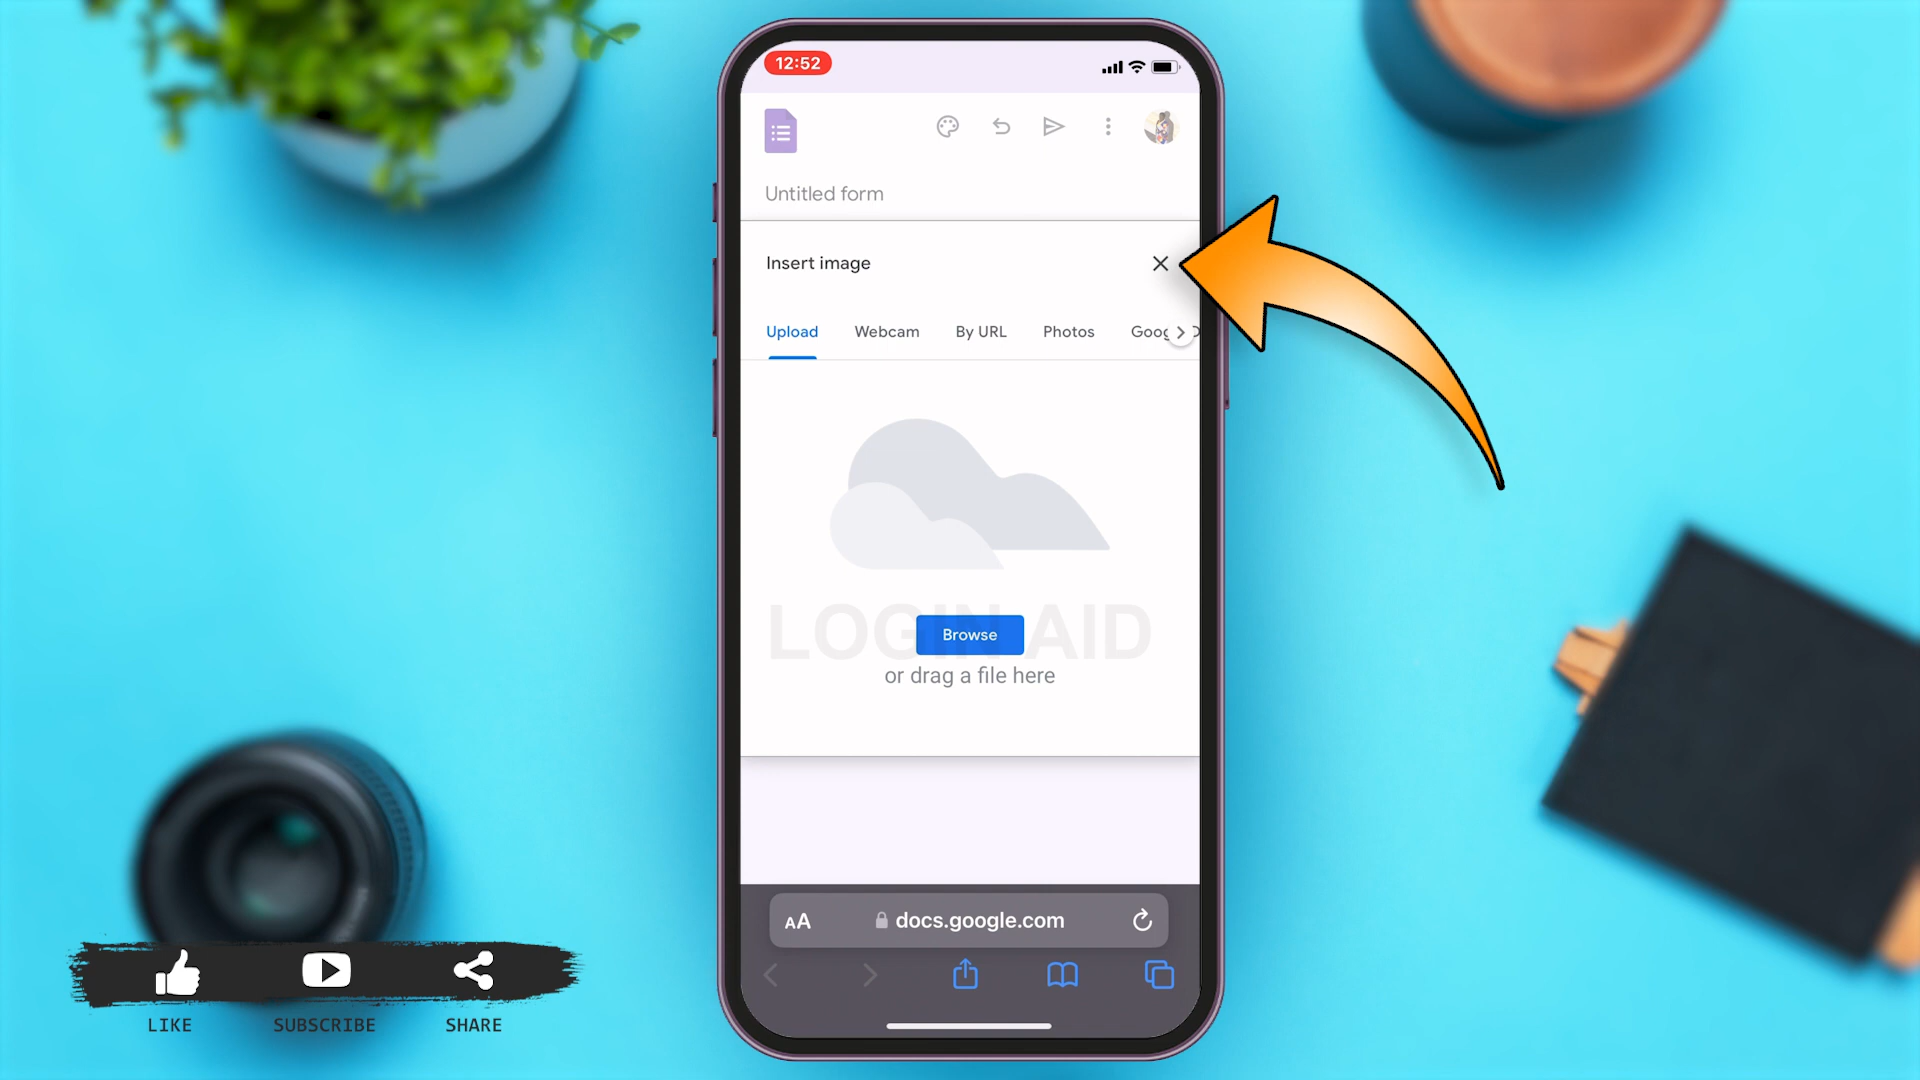 12:52
Untitled form
Insert image
Upload Webcam By URL Photos Goog D
LOGIN AID
Browse
or drag a file here
AA docs.google.com
LIKE SUBSCRIBE SHARE